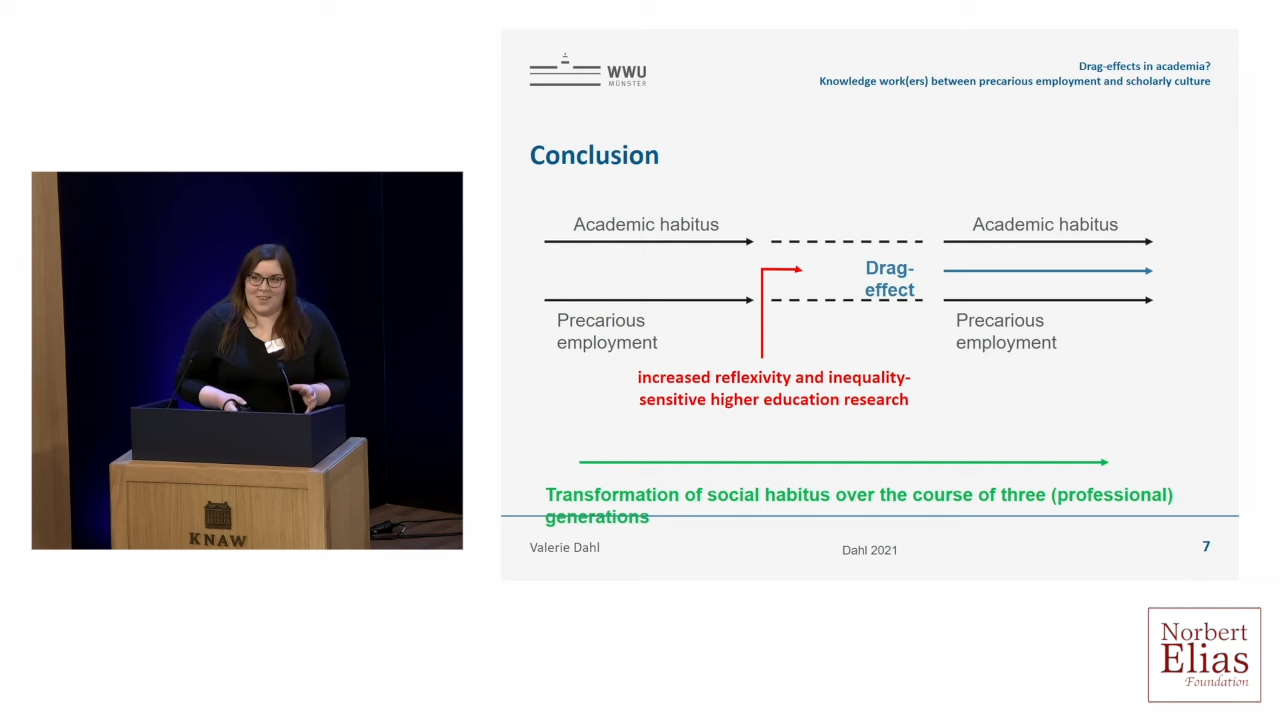 KNAW
WWU
MÜNSTER
Drag-effects in academia?
Knowledge work(ers) between precarious employment and scholarly culture
Conclusion
Academic habitus
Academic habitus
Drag-
effect
Precarious
employment
Precarious
employment
increased reflexivity and inequality-
sensitive higher education research
Transformation of social habitus over the course of three (professional)
generations
Valerie Dahl
Dahl 2021
7
Norbert
Elias
Foundation